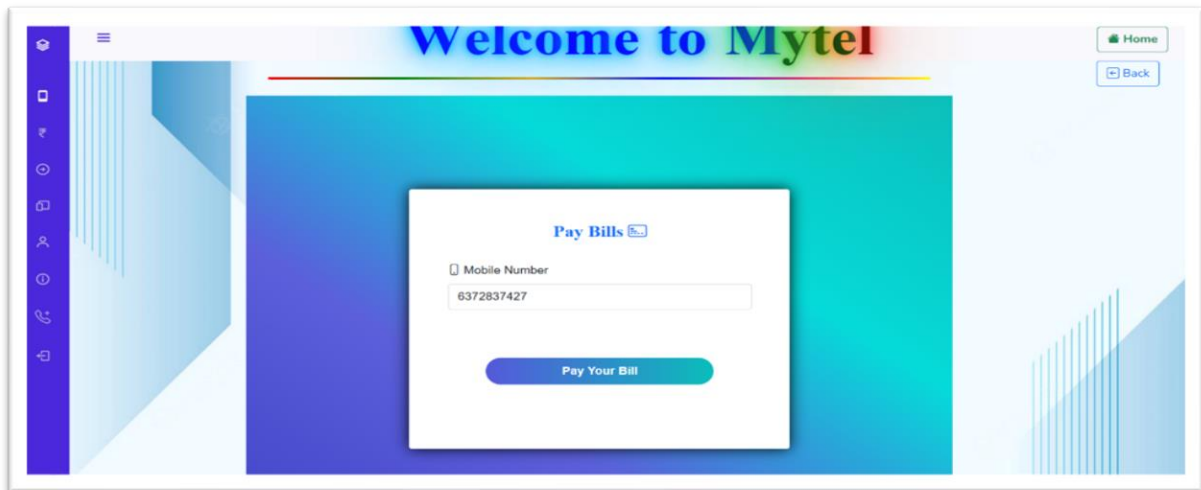 Welcome to Mytel
Home
Back
Pay Bills
Mobile Number
6372837427
Pay Your Bill